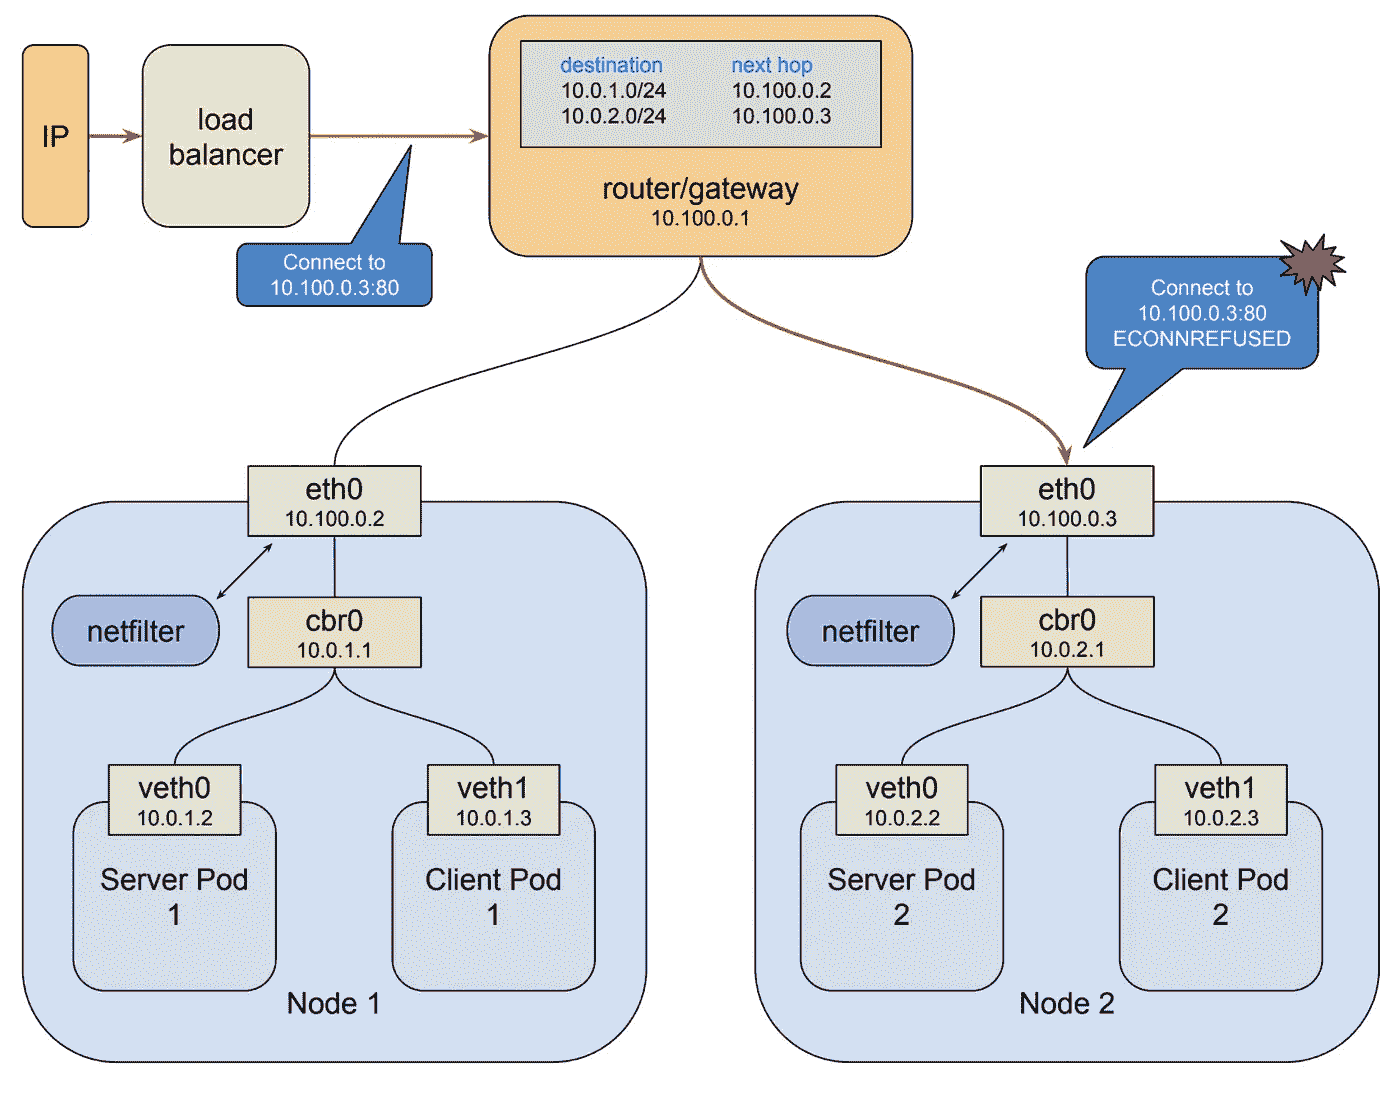 IP
load
balancer
destination next hop
10.0.1.0/24 10.100.0.2
10.0.2.0/24 10.100.0.3
router/gateway
10.100.0.1
Connect to
10.100.0.3:80
Connect to
10.100.0.3:80
ECONNREFUSED
eth0
10.100.0.2
netfilter
cbr0
10.0.1.1
veth0
10.0.1.2
Server Pod
1
veth1
10.0.1.3
Client Pod
1
Node 1
eth0
10.100.0.3
netfilter
cbr0
10.0.2.1
veth0
10.0.2.2
Server Pod
2
veth1
10.0.2.3
Client Pod
2
Node 2